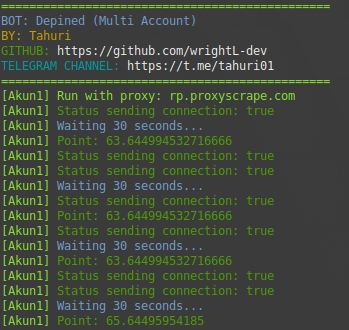 ===========================================
BOT: Depined (Multi Account)
BY: Tahuri
GITHUB: https://github.com/wrightL-dev
TELEGRAM CHANNEL: https://t.me/tahuri01
===========================================
[Akun1] Run with proxy: rp.proxyscrape.com
[Akun1] Status sending connection: true
[Akun1] Waiting 30 seconds...
[Akun1] Point: 63.644994532716666
[Akun1] Status sending connection: true
[Akun1] Status sending connection: true
[Akun1] Waiting 30 seconds...
[Akun1] Status sending connection: true
[Akun1] Point: 63.644994532716666
[Akun1] Status sending connection: true
[Akun1] Waiting 30 seconds...
[Akun1] Point: 63.644994532716666
[Akun1] Status sending connection: true
[Akun1] Status sending connection: true
[Akun1] Waiting 30 seconds...
[Akun1] Point: 65.64495954185